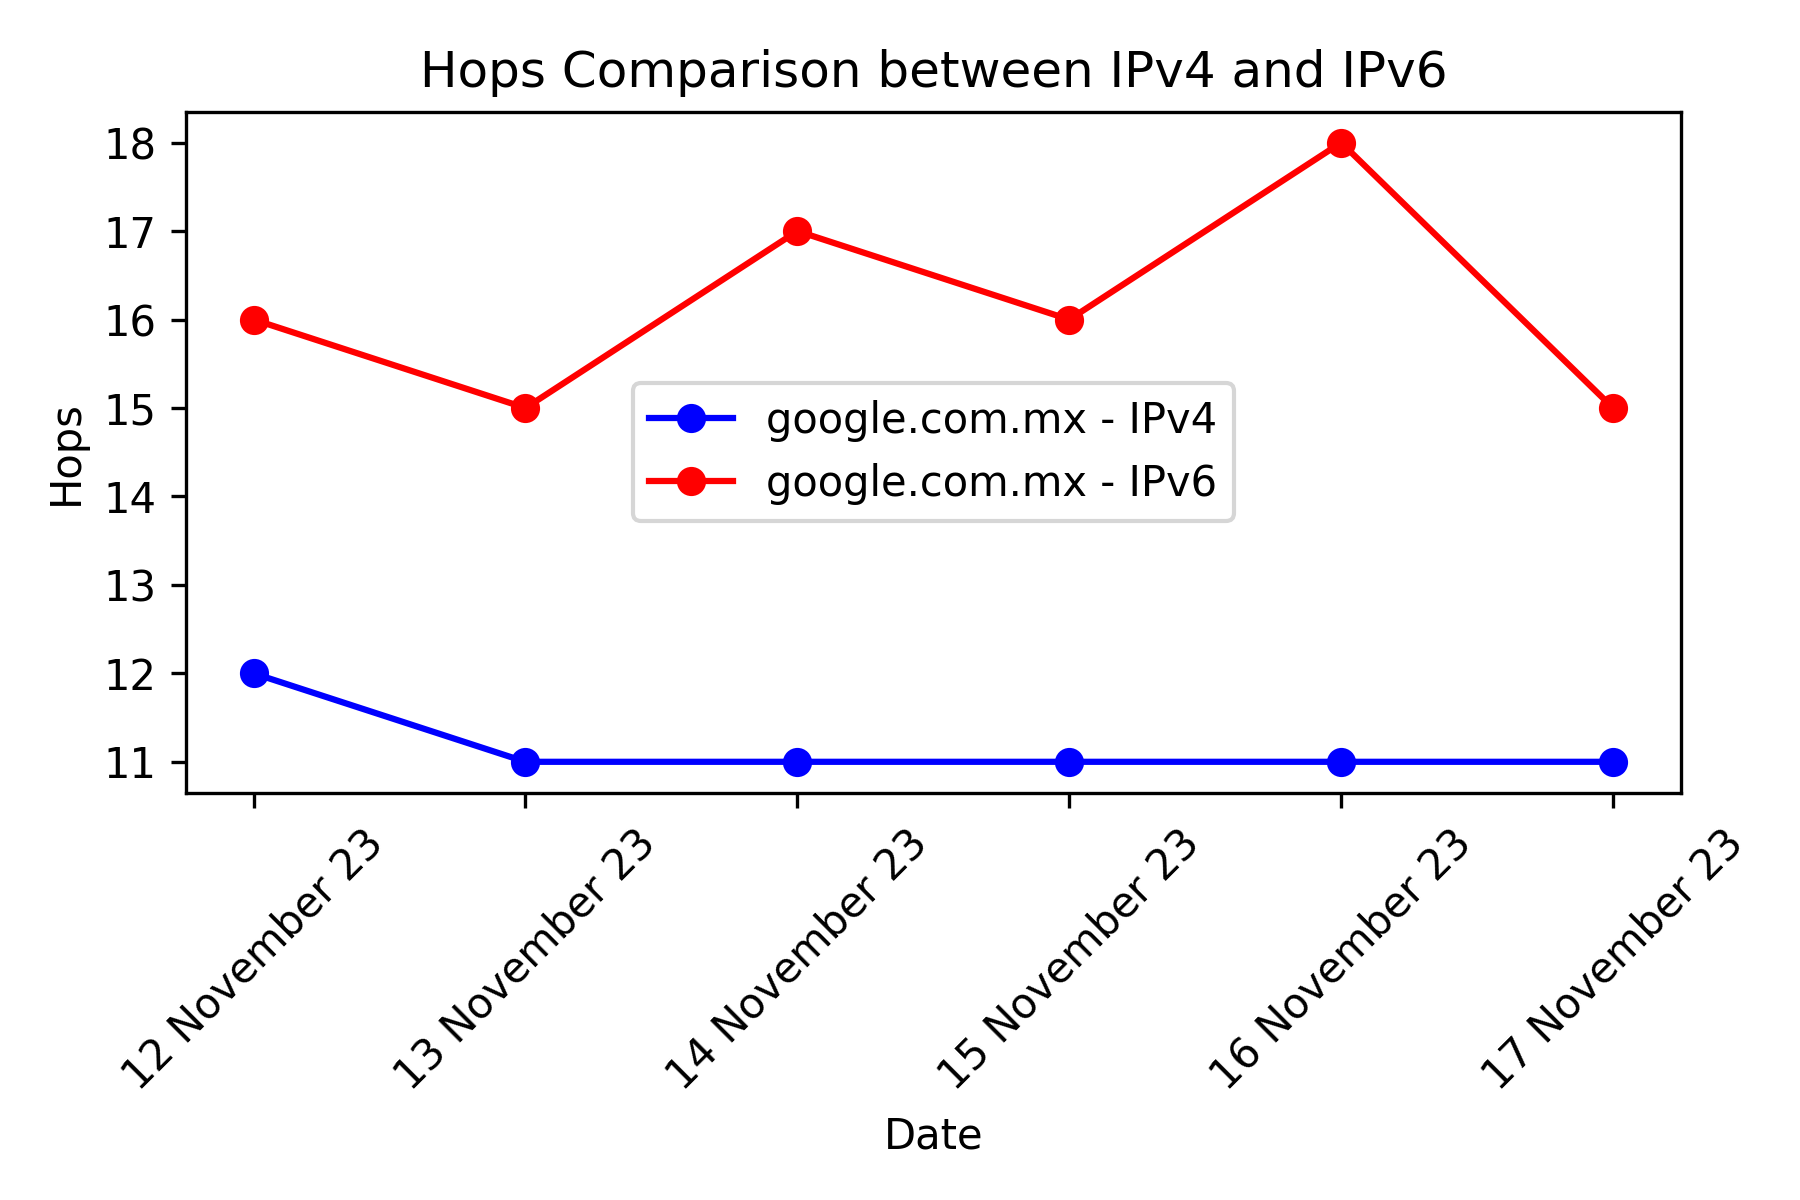 Hops Comparison between IPv4 and IPv6
18
17
16
15
14
13
12
11
Hops
google.com.mx - IPv4
google.com.mx - IPv6
12 November 23
13 November 23
14 November 23
15 November 23
16 November 23
17 November 23
Date